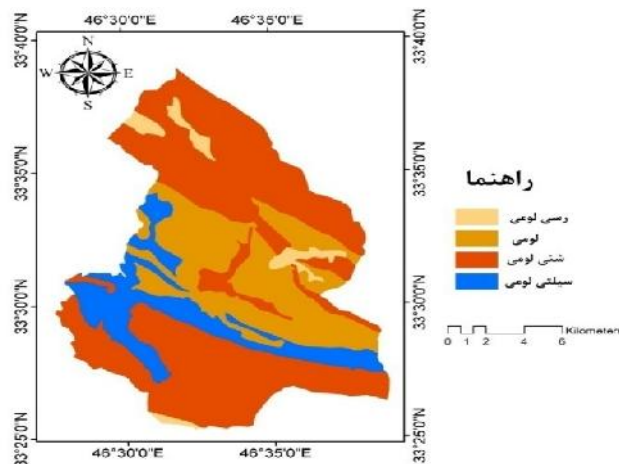 46°30'0"E 46°35'0"E
33°40'0"N 33°40'0"N
N
W E
S
33°35'0"N 33°35'0"N
راهنما
رسی لومی
لومی
شنی لومی
سیلتی لومی
33°30'0"N 33°30'0"N
Kilometers
0 1 2 4 6
33°25'0"N 33°25'0"N
46°30'0"E 46°35'0"E